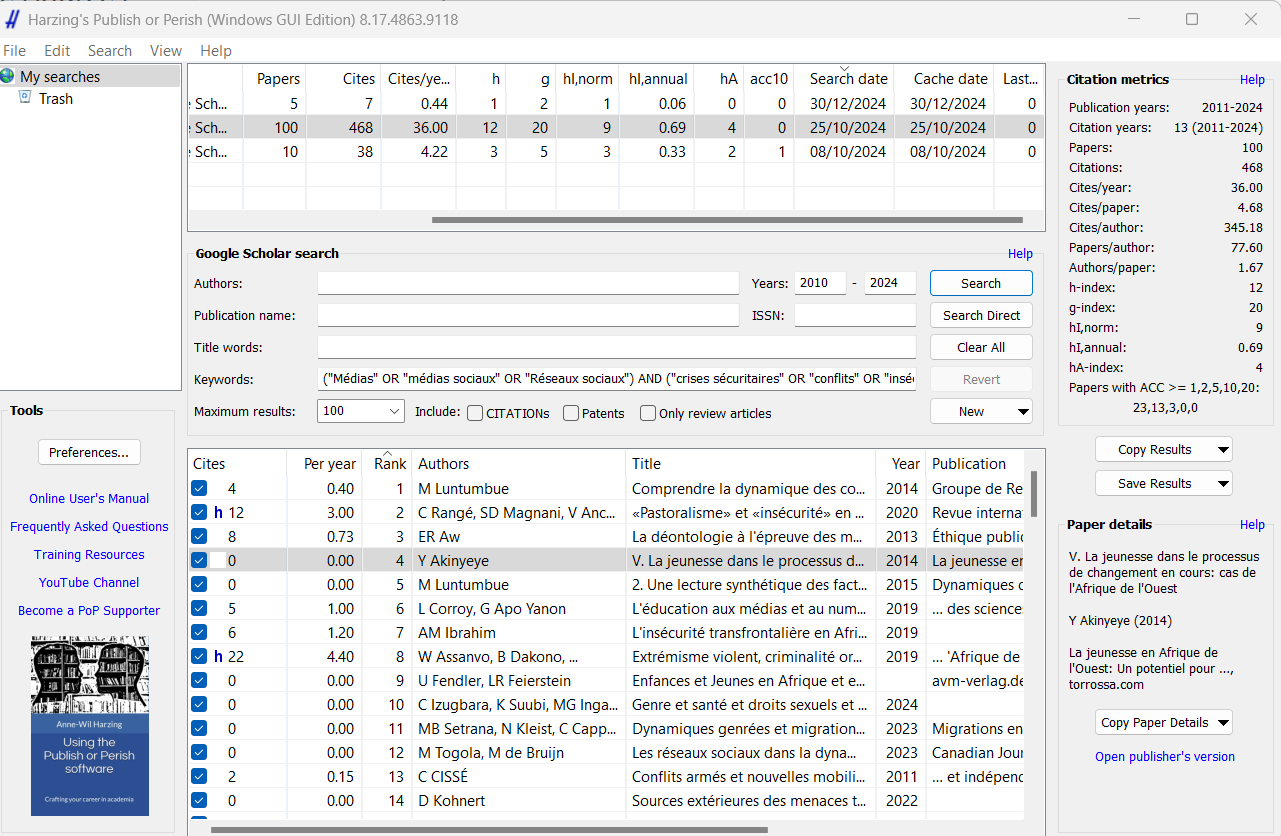 Harzing's Publish or Perish (Windows GUI Edition) 8.17.4863.9118
File Edit Search View Help
My searches
Trash
Papers Cites Cites/ye... h g hI,norm hI,annual hA acc10 Search date Cache date Last...
Sch... 5 7 0.44 1 2 1 0.06 0 0 30/12/2024 30/12/2024 0
Sch... 100 468 36.00 12 20 9 0.69 4 0 25/10/2024 25/10/2024 0
Sch... 10 38 4.22 3 5 3 0.33 2 1 08/10/2024 08/10/2024 0
Google Scholar search Help
Authors: Years: 2010 - 2024 Search
Publication name: ISSN: Search Direct
Title words: Clear All
Keywords: ("Médias" OR "médias sociaux" OR "Réseaux sociaux") AND ("crises sécuritaires" OR "conflits" OR "insé Revert
Maximum results: 100 Include: CITATIONs Patents Only review articles New
Cites Per year Rank Authors Title Year Publication
4 0.40 1 M Luntumbue Comprendre la dynamique des co... 2014 Groupe de Re
h 12 3.00 2 C Rangé, SD Magnani, V Anc... «Pastoralisme» et «insécurité» en ... 2020 Revue interna
8 0.73 3 ER Aw La déontologie à l'épreuve des m... 2013 Éthique public
0 0.00 4 Y Akinyeye V. La jeunesse dans le processus d... 2014 La jeunesse en
0 0.00 5 M Luntumbue 2. Une lecture synthétique des fact... 2015 Dynamiques c
5 1.00 6 L Corroy, G Apo Yanon L'éducation aux médias et au num... 2019 ... des sciences
6 1.20 7 AM Ibrahim L'insécurité transfrontalière en Afri... 2019
h 22 4.40 8 W Assanvo, B Dakono, ... Extrémisme violent, criminalité or... 2019 ... 'Afrique de
0 0.00 9 U Fendler, LR Feierstein Enfances et Jeunes en Afrique et e... avm-verlag.de
0 0.00 10 C Izugbara, K Suubi, MG Inga... Genre et santé et droits sexuels et ... 2024
0 0.00 11 MB Setrana, N Kleist, C Capp... Dynamiques genrées et migration... 2023 Migrations en
0 0.00 12 M Togola, M de Bruijn Les réseaux sociaux dans la dyna... 2023 Canadian Jour
2 0.15 13 C CISSÉ Conflits armés et nouvelles mobili... 2011 ... et indépend
0 0.00 14 D Kohnert Sources extérieures des menaces t... 2022
Tools
Preferences...
Online User's Manual
Frequently Asked Questions
Training Resources
YouTube Channel
Become a PoP Supporter
Anne-Wil Harzing
Using the
Publish or Perish
software
Crafting your career in academia
Citation metrics Help
Publication years: 2011-2024
Citation years: 13 (2011-2024)
Papers: 100
Citations: 468
Cites/year: 36.00
Cites/paper: 4.68
Cites/author: 345.18
Papers/author: 77.60
Authors/paper: 1.67
h-index: 12
g-index: 20
hI,norm: 9
hI,annual: 0.69
hA-index: 4
Papers with ACC >= 1,2,5,10,20:
23,13,3,0,0
Copy Results
Save Results
Paper details Help
V. La jeunesse dans le processus
de changement en cours: cas de
l'Afrique de l'Ouest
Y Akinyeye (2014)
La jeunesse en Afrique de
l'Ouest: Un potentiel pour ...,
torrossa.com
Copy Paper Details
Open publisher's version